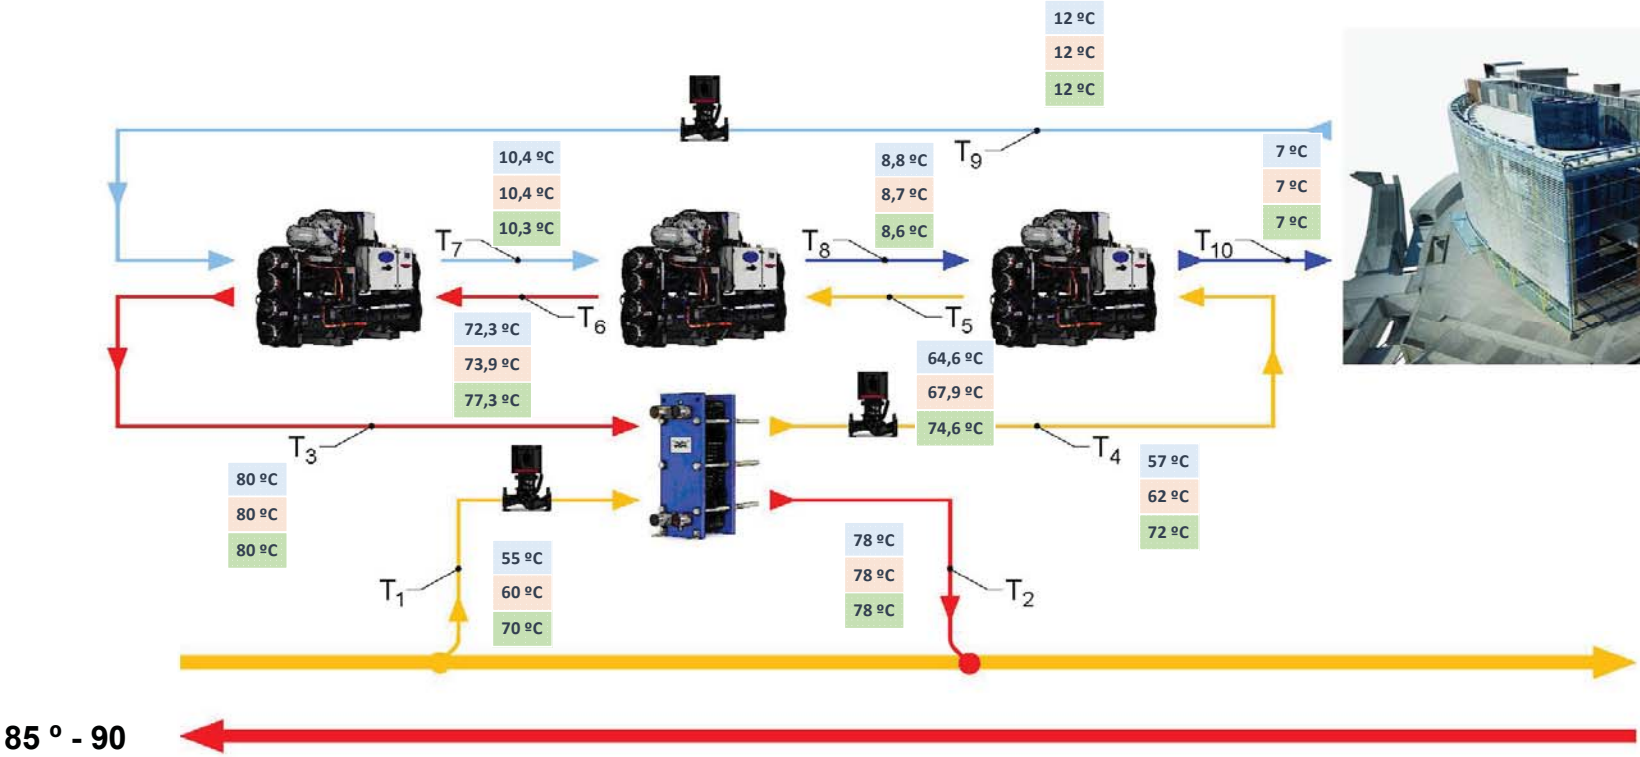 12 ºC
12 ºC
12 ºC
T9
10,4 ºC
10,4 ºC
10,3 ºC
T7
8,8 ºC
8,7 ºC
8,6 ºC
T8
7 ºC
7 ºC
7 ºC
T10
T6
72,3 ºC
73,9 ºC
77,3 ºC
T5
64,6 ºC
67,9 ºC
74,6 ºC
T3
80 ºC
80 ºC
80 ºC
T4
57 ºC
62 ºC
72 ºC
T1
55 ºC
60 ºC
70 ºC
78 ºC
78 ºC
78 ºC
T2
85 º - 90